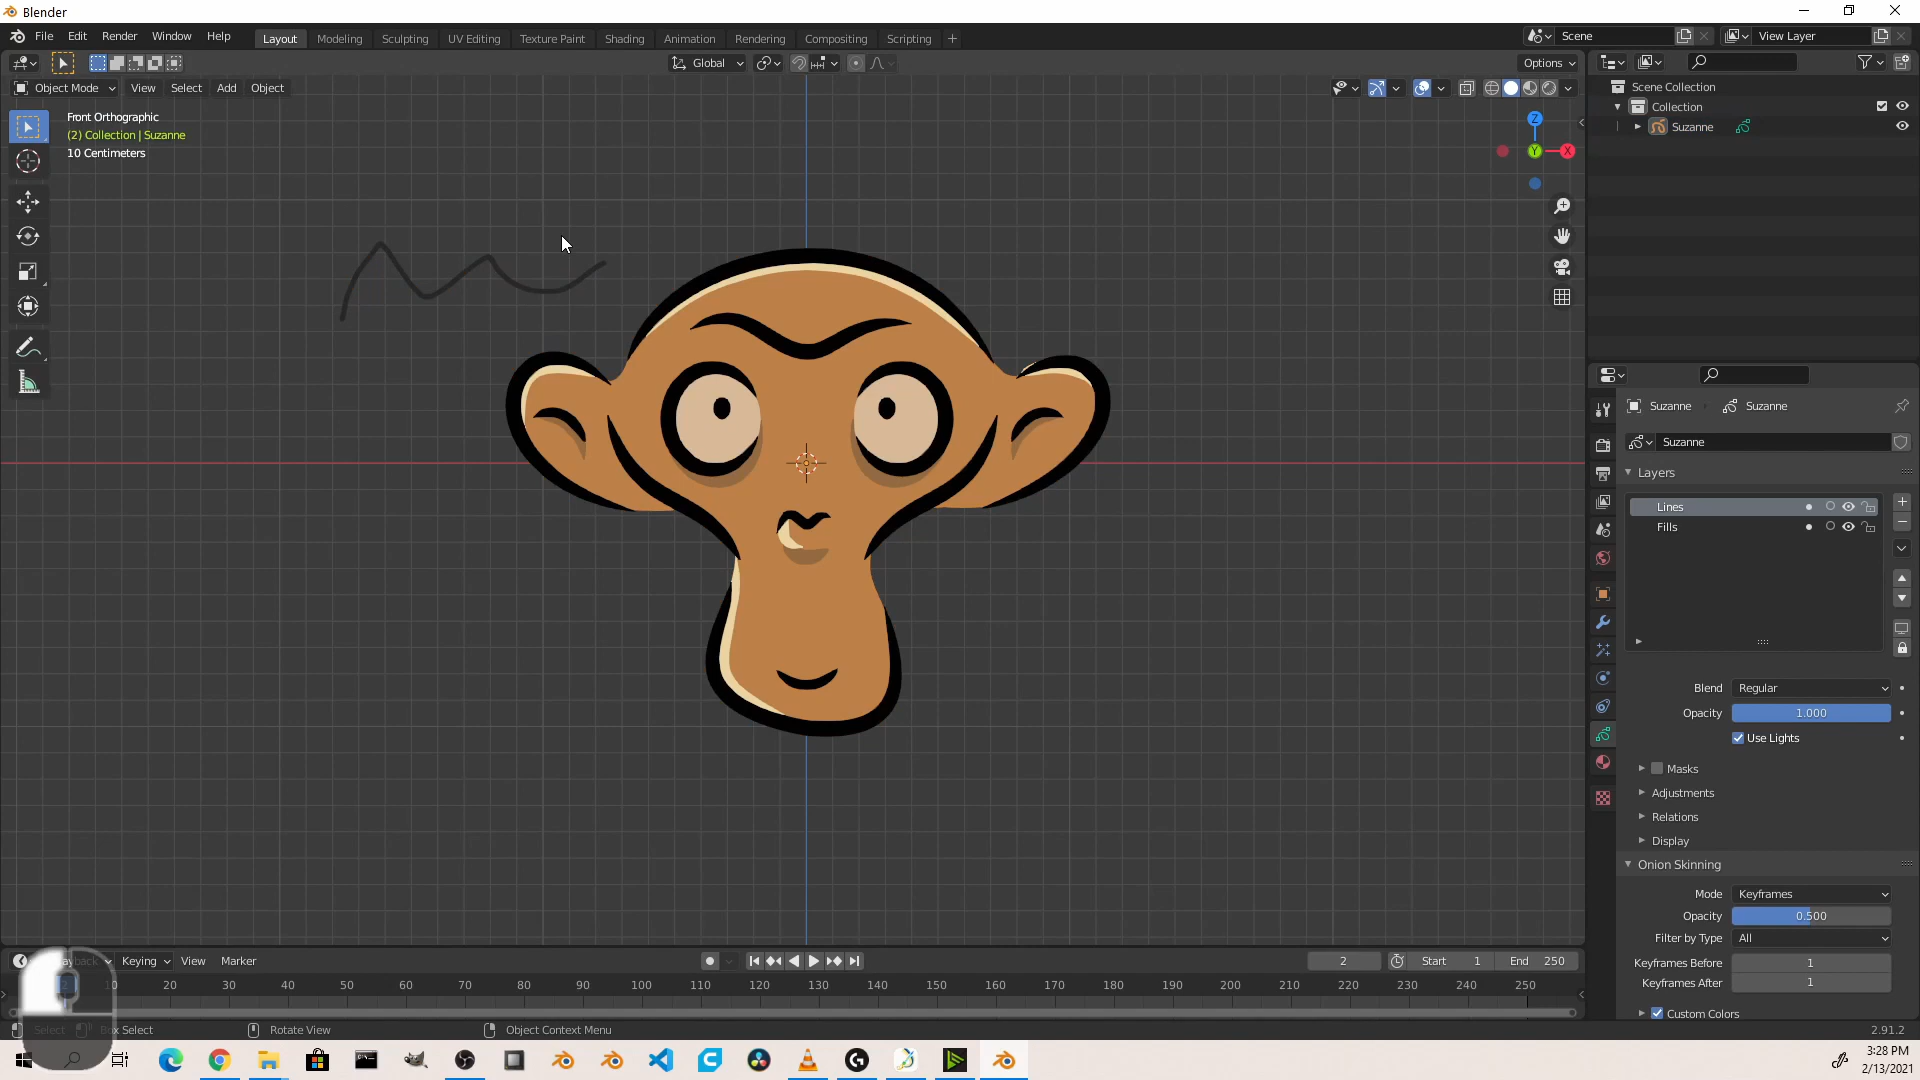 Blender
File Edit Render Window Help Layout Modeling Sculpting UV Editing Texture Paint Shading Animation Rendering Compositing Scripting + Scene View Layer
Global Options
Object Mode View Select Add Object
Front Orthographic
(2) Collection | Suzanne
10 Centimeters
Z
Y X
Scene Collection
Collection
Suzanne
Suzanne Suzanne
Suzanne
Layers
Lines
Fills
Blend Regular
Opacity 1.000
Use Lights
Masks
Adjustments
Relations
Display
Onion Skinning
Mode Keyframes
Opacity 0.500
Filter by Type All
Keyframes Before 1
Keyframes After 1
Custom Colors
Keying View Marker 2 Start 1 End 250
2 10 20 30 40 50 60 70 80 90 100 110 120 130 140 150 160 170 180 190 200 210 220 230 240 250
Select Box Select Rotate View Object Context Menu 2.91.2
3:28 PM
2/13/2021